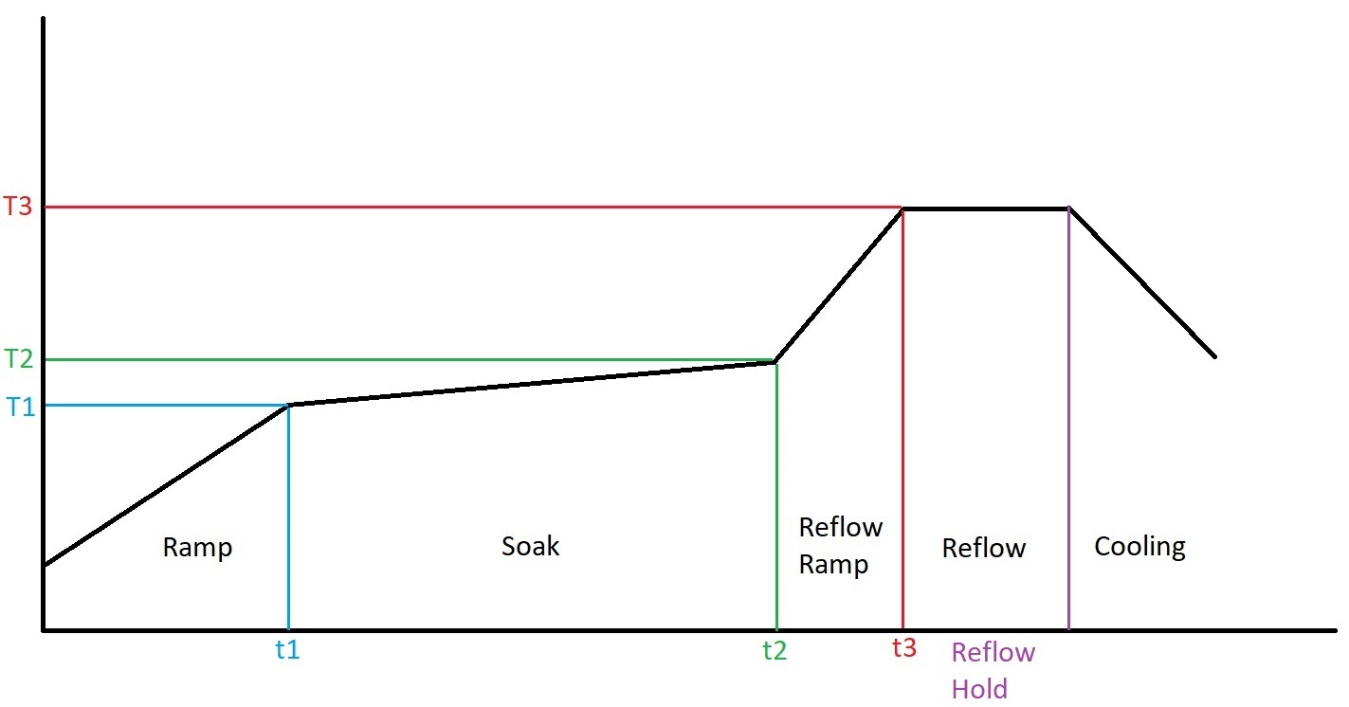 T3
T2
T1
Ramp
Soak
Reflow
Ramp
Reflow
Cooling
t1
t2
t3
Reflow
Hold